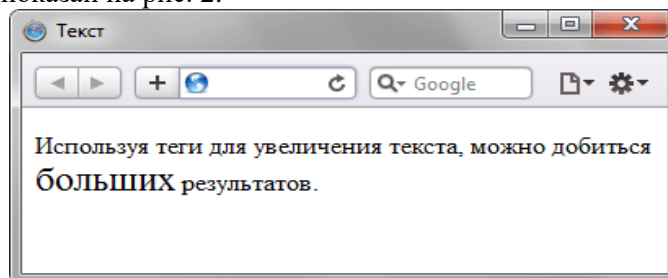 показан на рис. 2.
Текст
Google
Используя теги для увеличения текста, можно добиться
больших результатов.